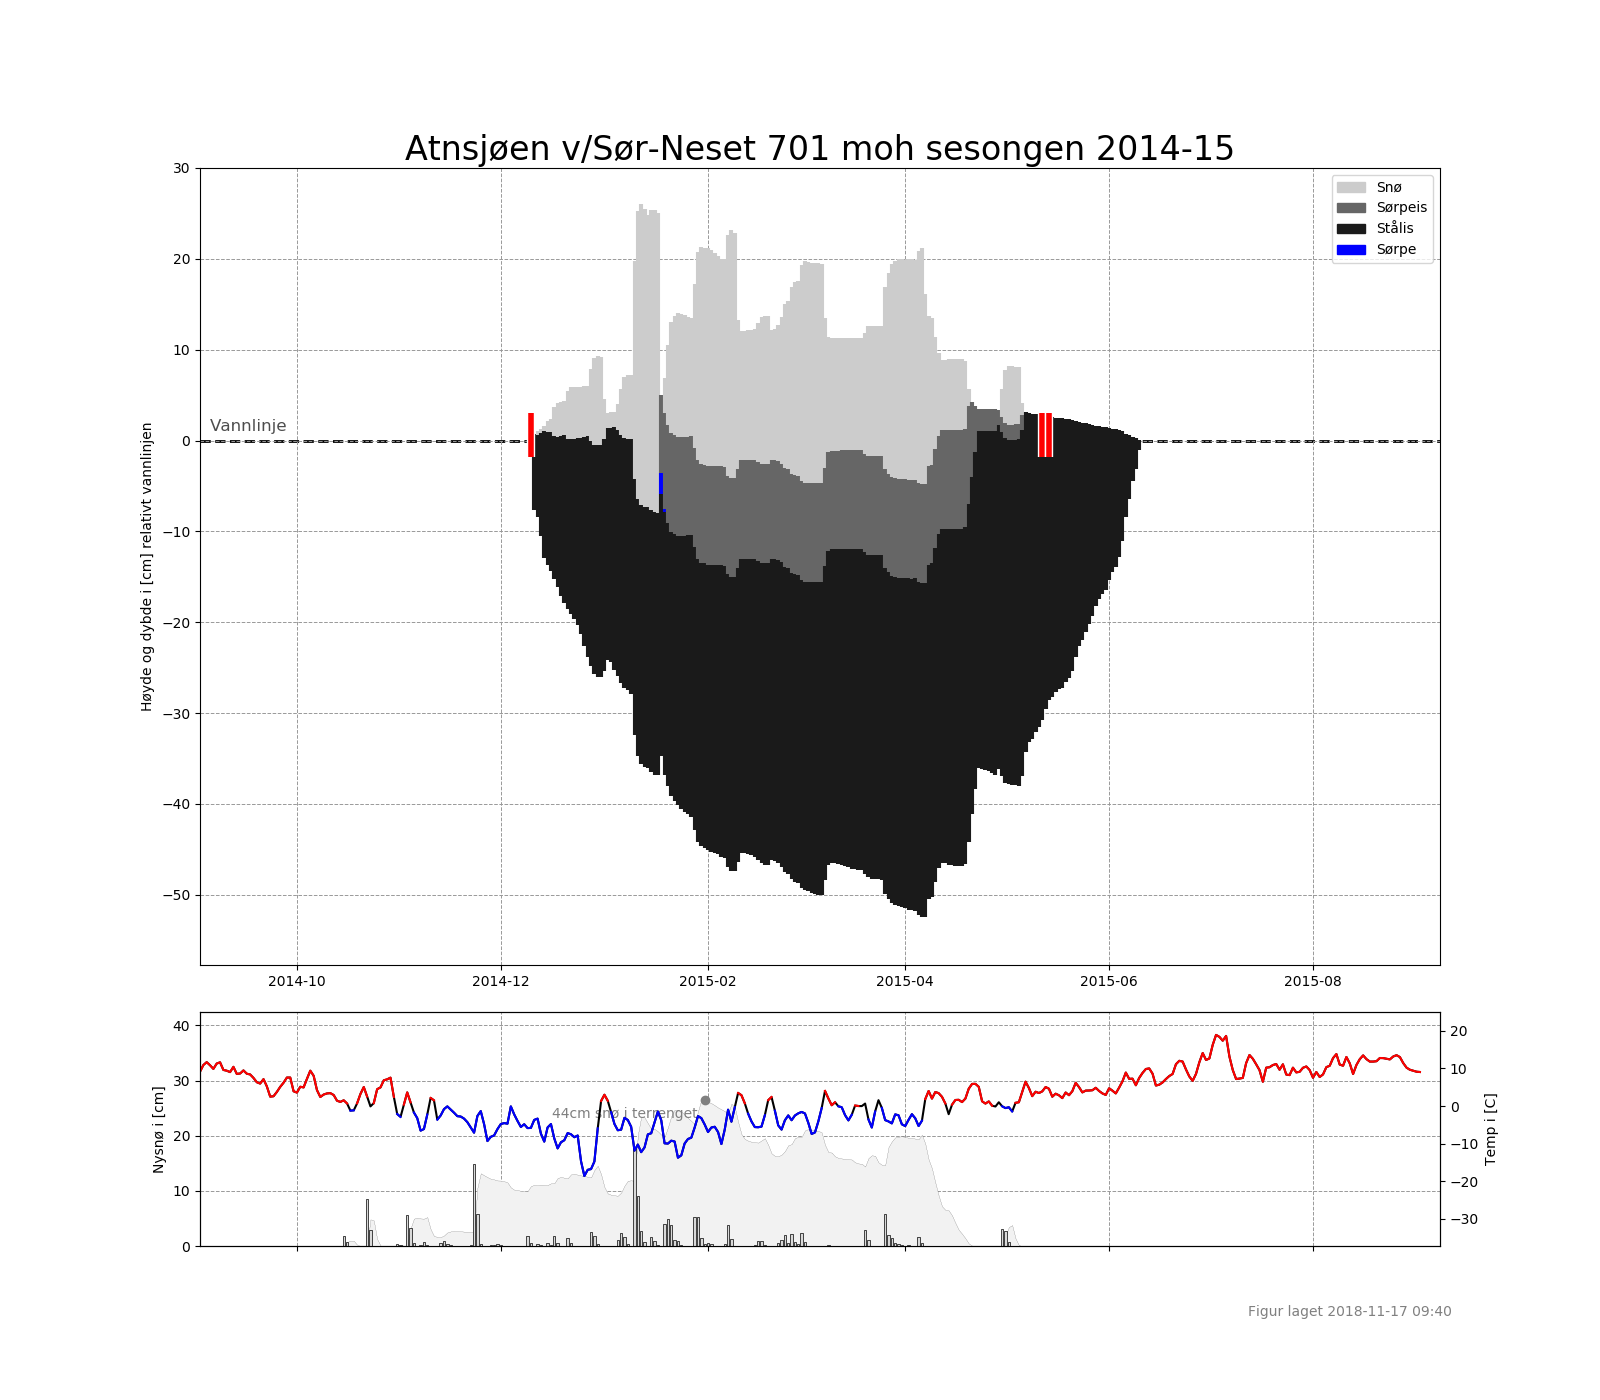 Atnsjøen v/Sør-Neset 701 moh sesongen 2014-15
Høyde og dybde i [cm] relativt vannlinjen
30
20
10
0
−10
−20
−30
−40
−50
Vannlinje
Snø
Sørpeis
Stålis
Sørpe
2014-10
2014-12
2015-02
2015-04
2015-06
2015-08
Nysnø i [cm]
40
30
20
10
0
44cm snø i terrenget
20
10
0
−10
−20
−30
Temp i [C]
Figur laget 2018-11-17 09:40